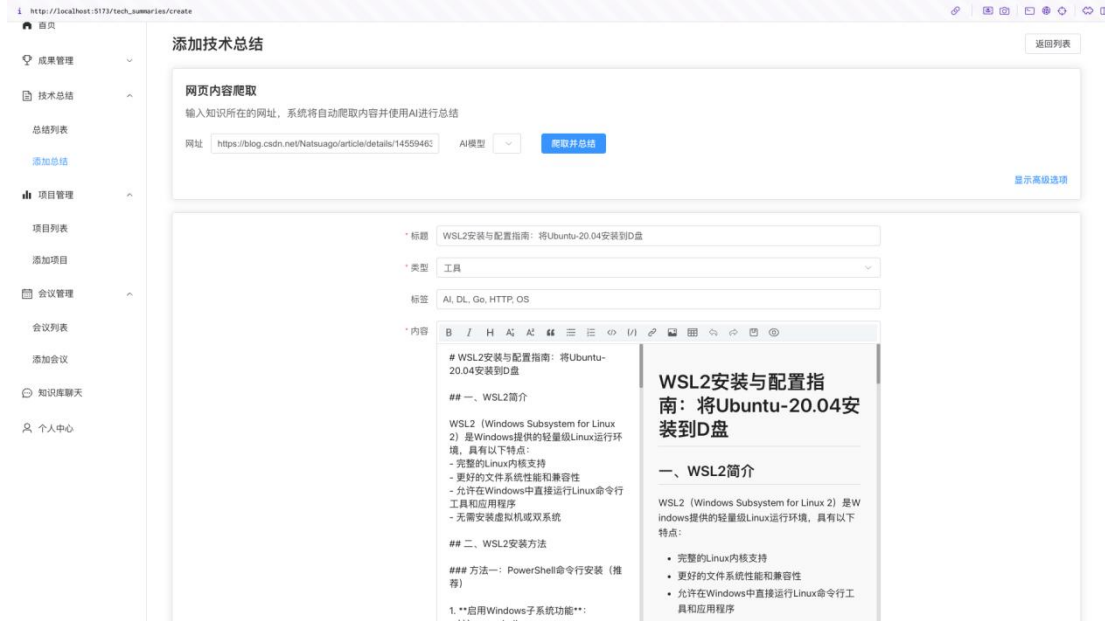 http://localhost:5173/tech_summaries/create
首页
成果管理
技术总结
总结列表
添加总结
项目管理
项目列表
添加项目
会议管理
会议列表
添加会议
知识库聊天
个人中心
添加技术总结
返回列表
网页内容爬取
输入知识所在的网址，系统将自动爬取内容并使用AI进行总结
网址 https://blog.csdn.net/Natsuago/article/details/14559463 AI模型 爬取并总结
显示高级选项
* 标题 WSL2安装与配置指南：将Ubuntu-20.04安装到D盘
* 类型 工具
标签 AI, DL, Go, HTTP, OS
* 内容
# WSL2安装与配置指南：将Ubuntu-
20.04安装到D盘
## 一、WSL2简介
WSL2（Windows Subsystem for Linux
2）是Windows提供的轻量级Linux运行环
境，具有以下特点：
- 完整的Linux内核支持
- 更好的文件系统性能和兼容性
- 允许在Windows中直接运行Linux命令行
工具和应用程序
- 无需安装虚拟机或双系统
## 二、WSL2安装方法
### 方法一：PowerShell命令行安装（推
荐）
1. **启用Windows子系统功能**：
WSL2安装与配置指
南：将Ubuntu-20.04安
装到D盘
一、WSL2简介
WSL2（Windows Subsystem for Linux 2）是W
indows提供的轻量级Linux运行环境，具有以下
特点：
• 完整的Linux内核支持
• 更好的文件系统性能和兼容性
• 允许在Windows中直接运行Linux命令行工
具和应用程序